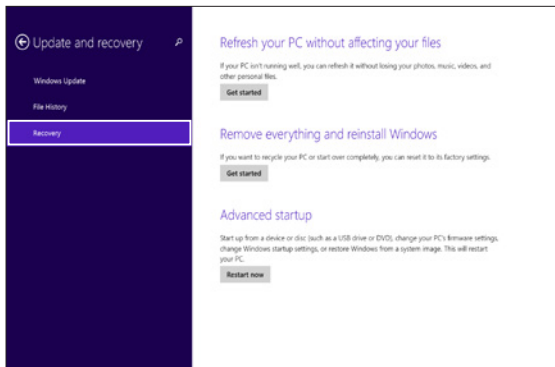 Update and recovery
Windows Update
File History
Recovery
Refresh your PC without affecting your files
If your PC isn't running well, you can refresh it without losing your photos, music, videos, and
other personal files.
Get started
Remove everything and reinstall Windows
If you want to recycle your PC or start over completely, you can reset it to its factory settings.
Get started
Advanced startup
Start up from a device or disc (such as a USB drive or DVD), change your PC's firmware settings,
change Windows startup settings, or restore Windows from a system image. This will restart
your PC.
Restart now